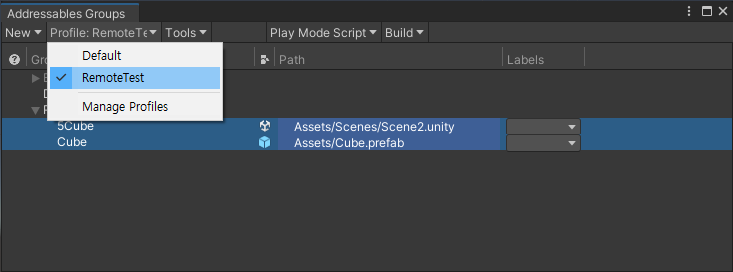 Addressables Groups
New Profile: RemoteTe Tools Play Mode Script Build
Default
RemoteTest
Manage Profiles
Path Labels
5Cube Assets/Scenes/Scene2.unity
Cube Assets/Cube.prefab